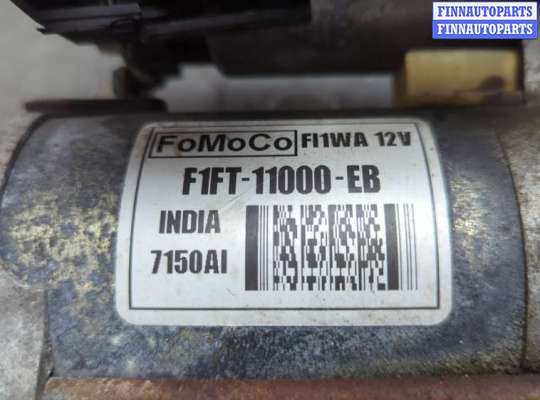 FINNAUTOPARTS
FINNAUTOPARTS
FoMoCo FI1WA 12V
F1FT-11000-EB
INDIA
7150AI